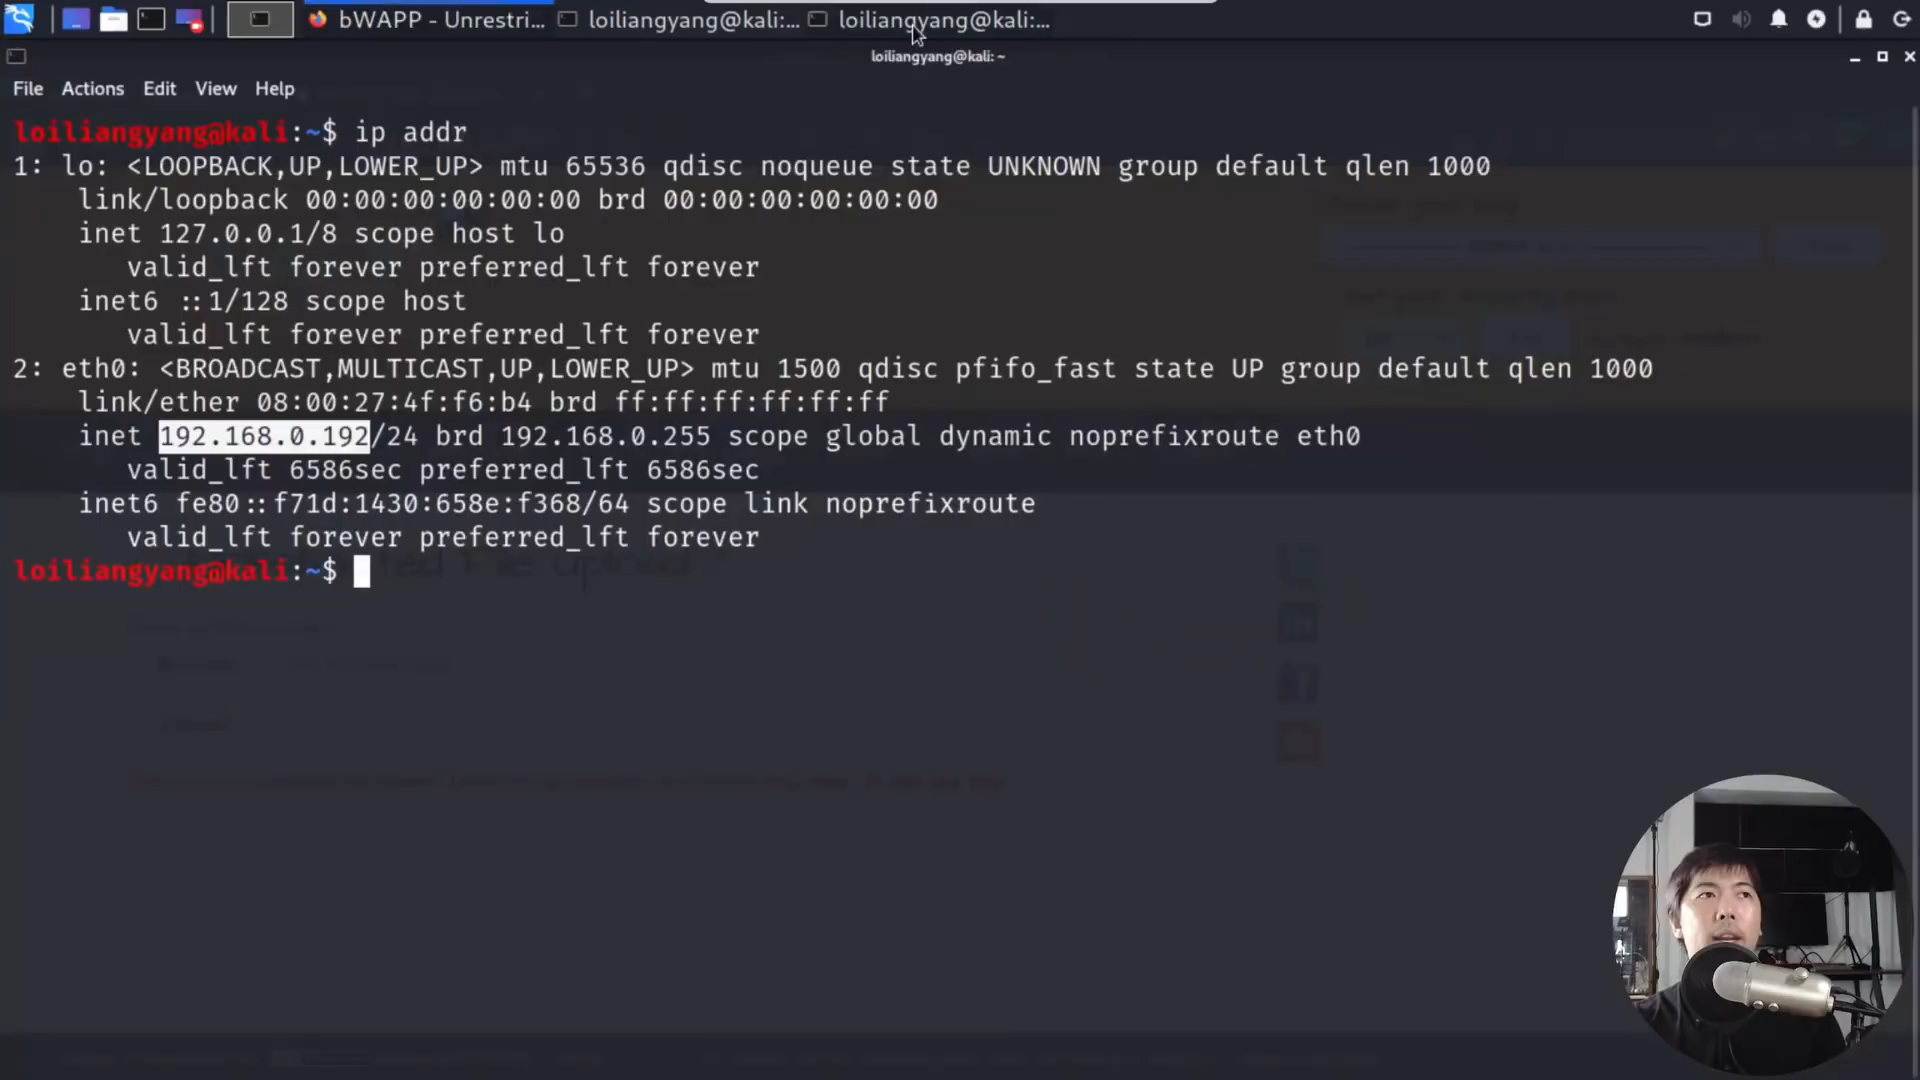 bWAPP - Unrestri...
loiliangyang@kali:...
loiliangyang@kali:...
loiliangyang@kali: ~
File Actions Edit View Help
loiliangyang@kali:~$ ip addr
1: lo: <LOOPBACK,UP,LOWER_UP> mtu 65536 qdisc noqueue state UNKNOWN group default qlen 1000
link/loopback 00:00:00:00:00:00 brd 00:00:00:00:00:00
inet 127.0.0.1/8 scope host lo
valid_lft forever preferred_lft forever
inet6 ::1/128 scope host
valid_lft forever preferred_lft forever
2: eth0: <BROADCAST,MULTICAST,UP,LOWER_UP> mtu 1500 qdisc pfifo_fast state UP group default qlen 1000
link/ether 08:00:27:4f:f6:b4 brd ff:ff:ff:ff:ff:ff
inet 192.168.0.192/24 brd 192.168.0.255 scope global dynamic noprefixroute eth0
valid_lft 6586sec preferred_lft 6586sec
inet6 fe80::f71d:1430:658e:f368/64 scope link noprefixroute
valid_lft forever preferred_lft forever
loiliangyang@kali:~$